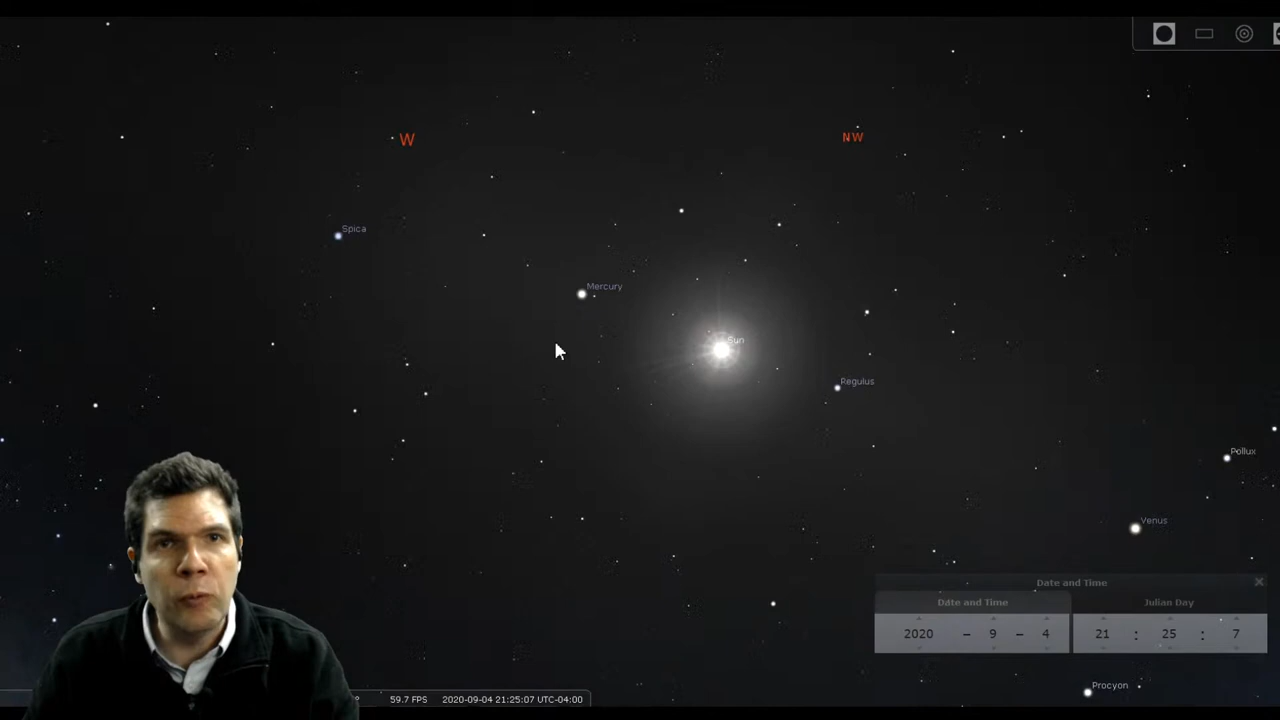 W
NW
Spica
Mercury
Sun
Regulus
Pollux
Venus
Date and Time
Date and Time
Julian Day
2020 - 9 - 4
21 : 25 : 7
Procyon
° 59.7 FPS 2020-09-04 21:25:07 UTC-04:00